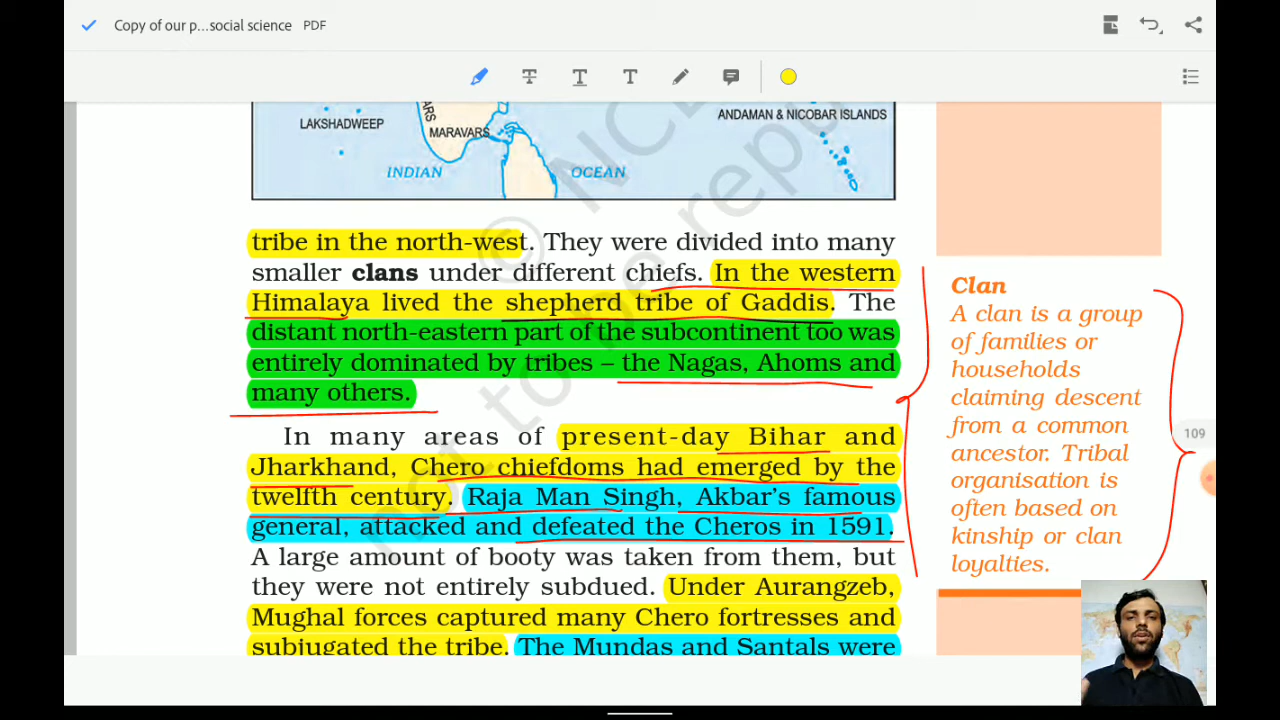 Copy of our p...social science PDF
T T T
LAKSHADWEEP
ARS
MARAVARS
ANDAMAN & NICOBAR ISLANDS
INDIAN OCEAN
© NC
to be repu
not
tribe in the north-west. They were divided into many
smaller clans under different chiefs. In the western
Himalaya lived the shepherd tribe of Gaddis. The
distant north-eastern part of the subcontinent too was
entirely dominated by tribes – the Nagas, Ahoms and
many others.
In many areas of present-day Bihar and
Jharkhand, Chero chiefdoms had emerged by the
twelfth century. Raja Man Singh, Akbar's famous
general, attacked and defeated the Cheros in 1591.
A large amount of booty was taken from them, but
they were not entirely subdued. Under Aurangzeb,
Mughal forces captured many Chero fortresses and
subjugated the tribe. The Mundas and Santals were
Clan
A clan is a group
of families or
households
claiming descent
from a common
ancestor. Tribal
organisation is
often based on
kinship or clan
loyalties.
109